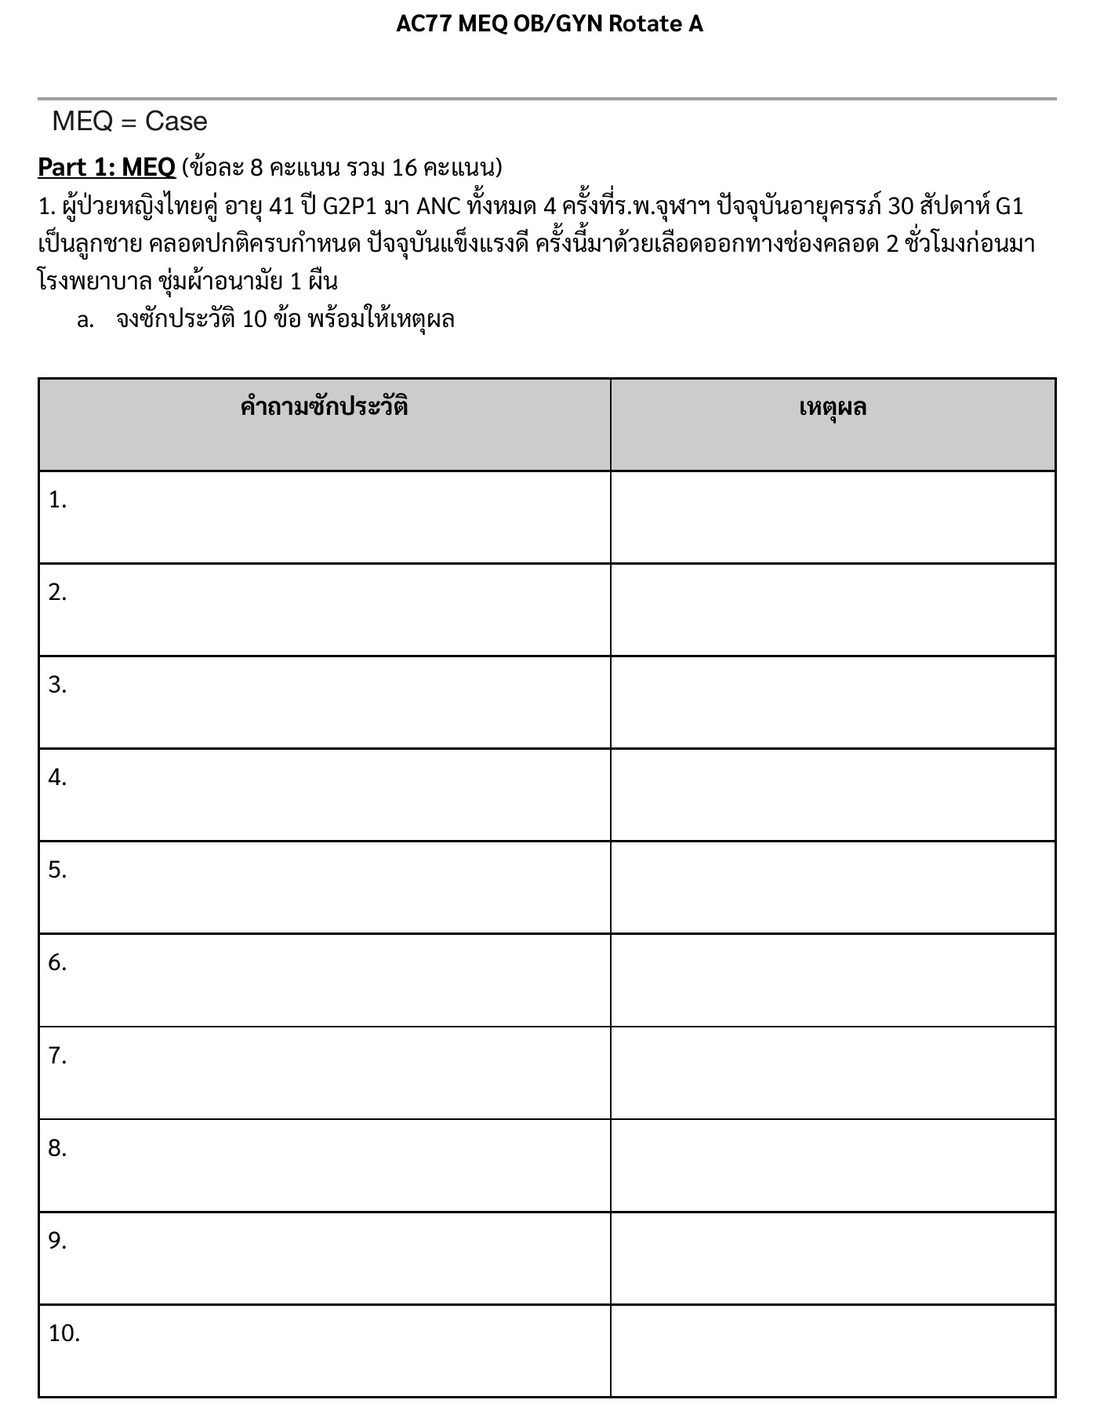 AC77 MEQ OB/GYN Rotate A
MEQ = Case
Part 1: MEQ (ข้อละ 8 คะแนน รวม 16 คะแนน)
1. ผู้ป่วยหญิงไทยคู่ อายุ 41 ปี G2P1 มา ANC ทั้งหมด 4 ครั้งที่ร.พ.จุฬาฯ ปัจจุบันอายุครรภ์ 30 สัปดาห์ G1
เป็นลูกชาย คลอดปกติครบกำหนด ปัจจุบันแข็งแรงดี ครั้งนี้มาด้วยเลือดออกทางช่องคลอด 2 ชั่วโมงก่อนมา
โรงพยาบาล ชุ่มผ้าอนามัย 1 ผืน
a. จงซักประวัติ 10 ข้อ พร้อมให้เหตุผล
คำถามซักประวัติ เหตุผล
1.
2.
3.
4.
5.
6.
7.
8.
9.
10.